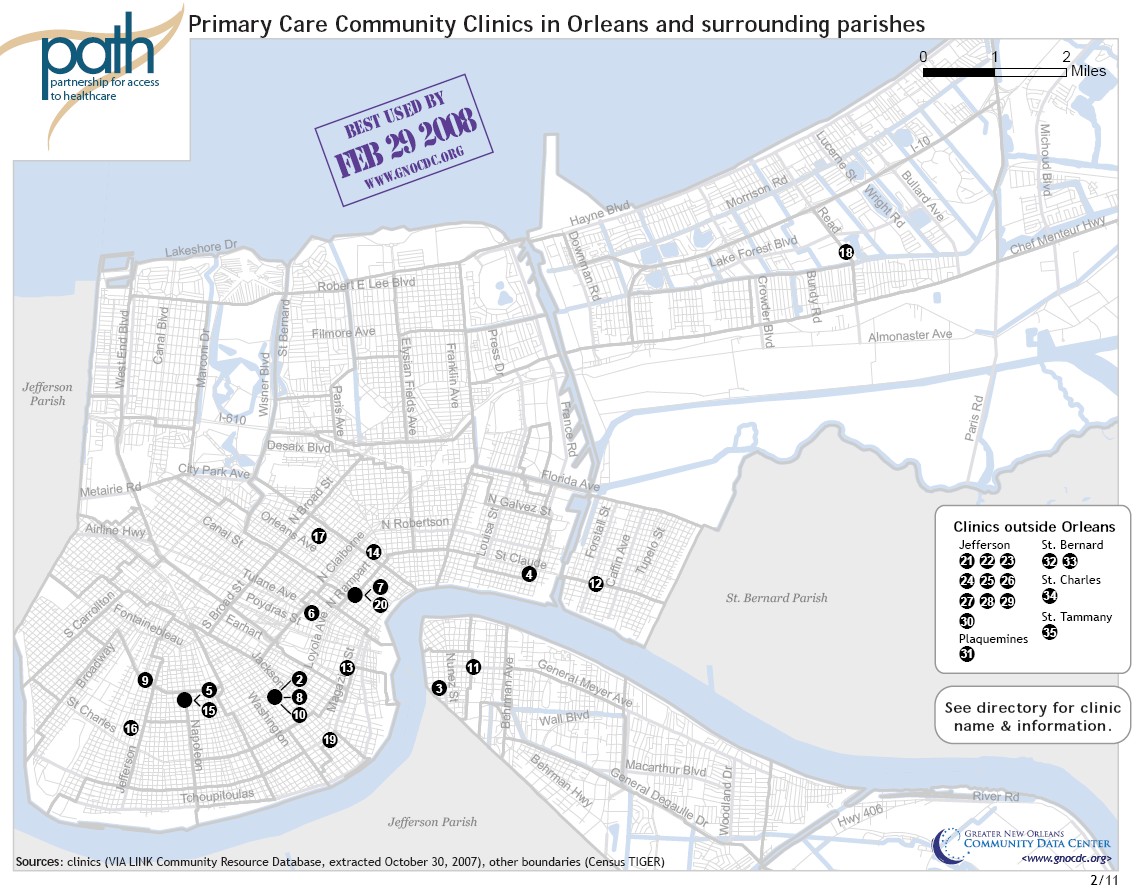 Primary Care Community Clinics in Orleans and surrounding parishes
path
partnership for access
to healthcare
0 1 2
Miles
BEST USED BY
FEB 29 2008
WWW.GNOCDC.ORG
Lucerne St
I-10
Michoud Blvd
Morrison Rd
Bullard Ave
Wright Rd
Hayne Blvd
Read
Chef Menteur Hwy
Lakeshore Dr
Downman Rd
Lake Forest Blvd
18
Robert E Lee Blvd
Crowder Blvd
Bundy Rd
West End Blvd
Canal Blvd
Marconi Dr
St Bernard
Filmore Ave
Press Dr
Almonaster Ave
Wisner Blvd
Elysian Fields Ave
Franklin Ave
Jefferson
Parish
Paris Ave
I-610
France Rd
Paris Rd
Desaix Blvd
City Park Ave
Metairie Rd
Florida Ave
N Broad St
N Galvez St
Airline Hwy
Canal St
Orleans Ave
17
N Robertson
Louisa St
Forstall St
Caffin Ave
Tupelo St
N Claiborne
14
St Claude
4
12
Tulane Ave
N Rampart
7
20
Poydras St
6
S Broad St
Earhart
S Carrollton
Fontainebleau
Loyola Ave
St. Bernard Parish
Broadway
Jackson
13
Magazine St
Nunez St
11
Behrman Ave
General Meyer Ave
9
5
15
2
8
10
3
St Charles
16
Washington
Wall Blvd
Jefferson
Napoleon
19
Behrman Hwy
Macarthur Blvd
General Degaulle Dr
Woodland Dr
Tchoupitoulas
Hwy 406
River Rd
Jefferson Parish
Clinics outside Orleans
Jefferson
21 22 23
24 25 26
27 28 29
30
Plaquemines
31
St. Bernard
32 33
St. Charles
34
St. Tammany
35
See directory for clinic
name & information.
Greater New Orleans
Community Data Center
<www.gnocdc.org>
Sources: clinics (VIA LINK Community Resource Database, extracted October 30, 2007), other boundaries (Census TIGER)
2/11